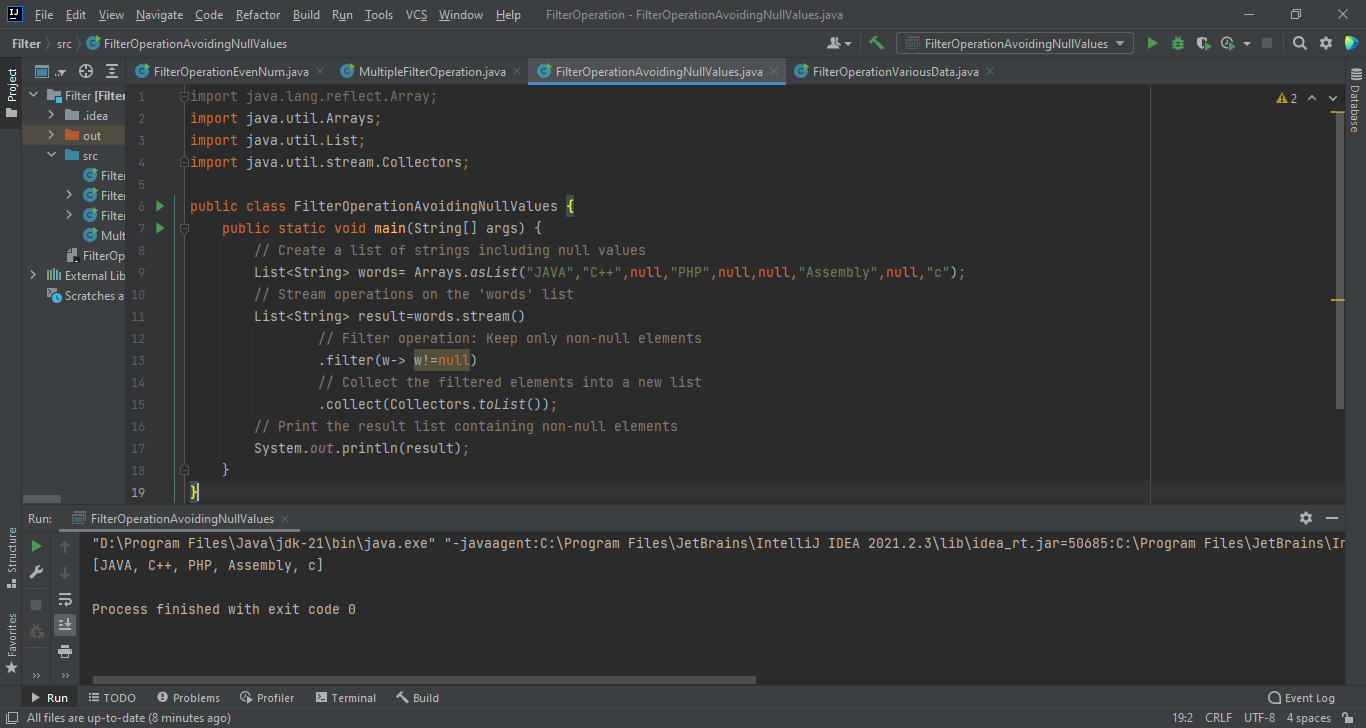 File Edit View Navigate Code Refactor Build Run Tools VCS Window Help FilterOperation - FilterOperationAvoidingNullValues.java
Filter src FilterOperationAvoidingNullValues FilterOperationAvoidingNullValues
Project
FilterOperationEvenNum.java MultipleFilterOperation.java FilterOperationAvoidingNullValues.java FilterOperationVariousData.java
Database
Filter [Filter
.idea
out
src
Filter
Filter
Filter
Mult
FilterOp
External Lib
Scratches a
2
1 import java.lang.reflect.Array;
2 import java.util.Arrays;
3 import java.util.List;
4 import java.util.stream.Collectors;
5
6 public class FilterOperationAvoidingNullValues {
7     public static void main(String[] args) {
8         // Create a list of strings including null values
9         List<String> words= Arrays.asList("JAVA","C++",null,"PHP",null,null,"Assembly",null,"c");
10         // Stream operations on the 'words' list
11         List<String> result=words.stream()
12                 // Filter operation: Keep only non-null elements
13                 .filter(w-> w!=null)
14                 // Collect the filtered elements into a new list
15                 .collect(Collectors.toList());
16         // Print the result list containing non-null elements
17         System.out.println(result);
18     }
19 }
Run: FilterOperationAvoidingNullValues
"D:\Program Files\Java\jdk-21\bin\java.exe" "-javaagent:C:\Program Files\JetBrains\IntelliJ IDEA 2021.2.3\lib\idea_rt.jar=50685:C:\Program Files\JetBrains\In
[JAVA, C++, PHP, Assembly, c]
Process finished with exit code 0
Structure
Favorites
Run TODO Problems Profiler Terminal Build Event Log
All files are up-to-date (8 minutes ago) 19:2 CRLF UTF-8 4 spaces